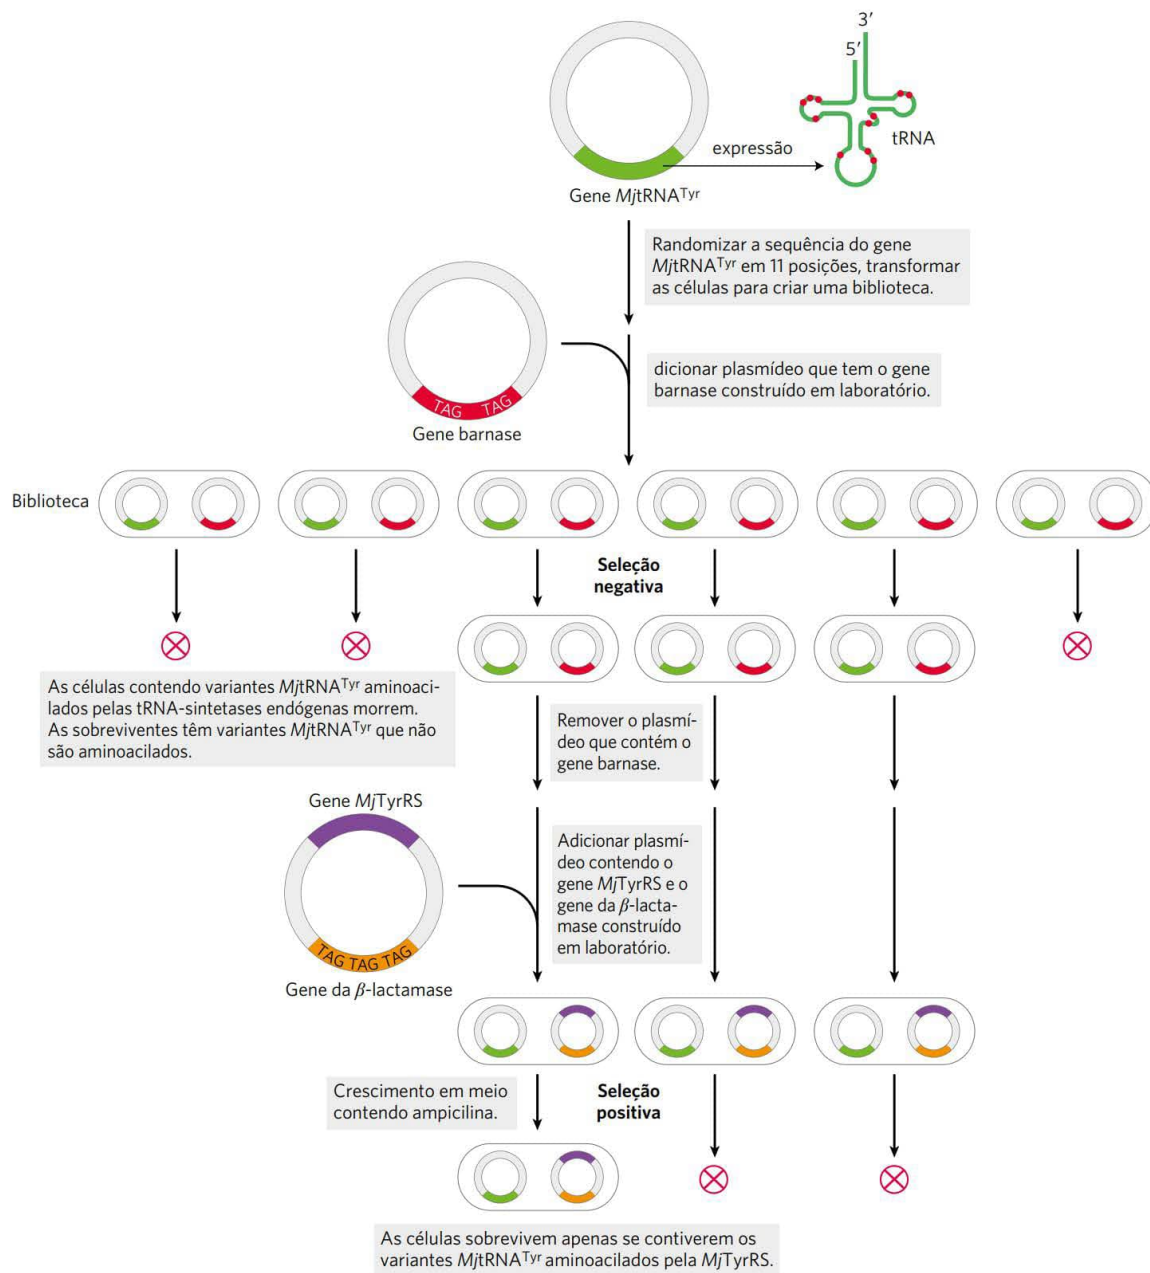 3′
5′
tRNA
expressão
Gene MjtRNATyr
Randomizar a sequência do gene
MjtRNATyr em 11 posições, transformar
as células para criar uma biblioteca.
dicionar plasmídeo que tem o gene
barnase construído em laboratório.
TAG TAG
Gene barnase
Biblioteca
Seleção
negativa
As células contendo variantes MjtRNATyr aminoaci-
lados pelas tRNA-sintetases endógenas morrem.
As sobreviventes têm variantes MjtRNATyr que não
são aminoacilados.
Remover o plasmí-
deo que contém o
gene barnase.
Gene MjTyrRS
Adicionar plasmí-
deo contendo o
gene MjTyrRS e o
gene da β-lacta-
mase construído
em laboratório.
TAG TAG TAG
Gene da β-lactamase
Crescimento em meio
contendo ampicilina.
Seleção
positiva
As células sobrevivem apenas se contiverem os
variantes MjtRNATyr aminoacilados pela MjTyrRS.